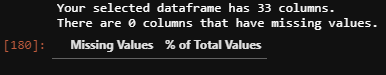 Your selected dataframe has 33 columns.
There are 0 columns that have missing values.
[180]: Missing Values % of Total Values